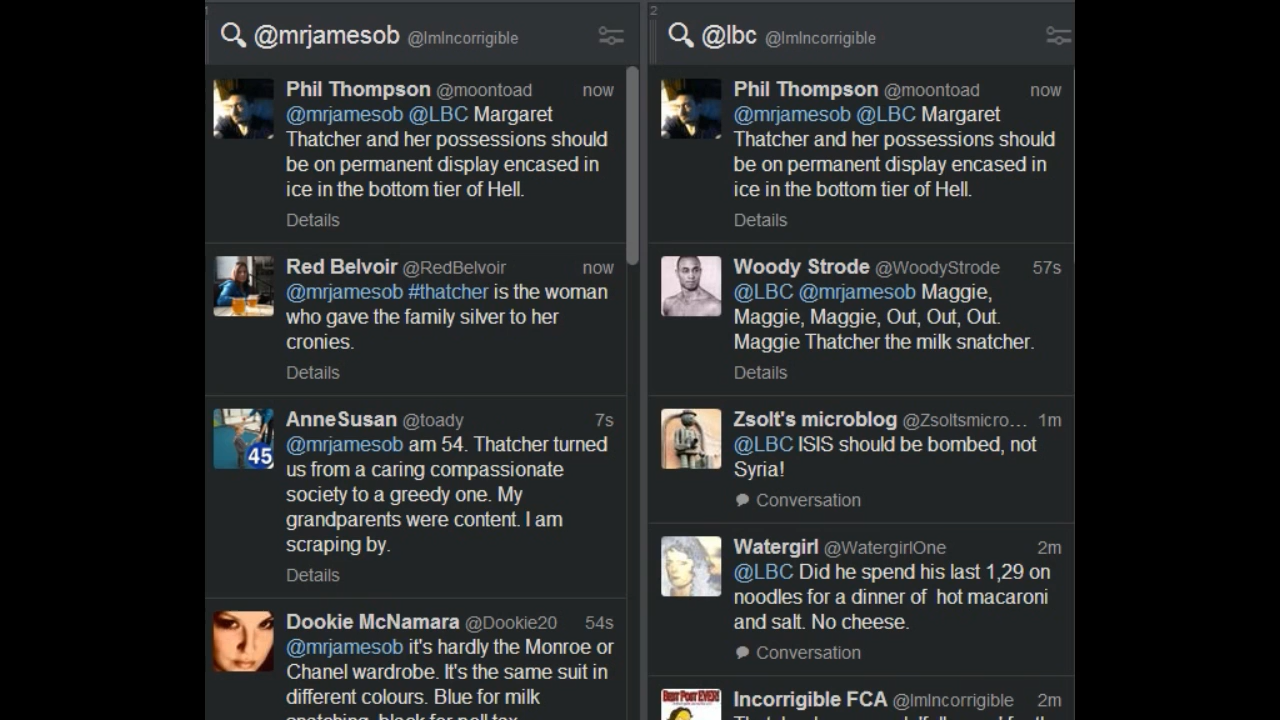 1
@mrjamesob @ImIncorrigible
Phil Thompson @moontoad now
@mrjamesob @LBC Margaret
Thatcher and her possessions should
be on permanent display encased in
ice in the bottom tier of Hell.
Details
Red Belvoir @RedBelvoir now
@mrjamesob #thatcher is the woman
who gave the family silver to her
cronies.
Details
AnneSusan @toady 7s
45
@mrjamesob am 54. Thatcher turned
us from a caring compassionate
society to a greedy one. My
grandparents were content. I am
scraping by.
Details
Dookie McNamara @Dookie20 54s
@mrjamesob it's hardly the Monroe or
Chanel wardrobe. It's the same suit in
different colours. Blue for milk
snatching, black for poll tax
2
@lbc @ImIncorrigible
Phil Thompson @moontoad now
@mrjamesob @LBC Margaret
Thatcher and her possessions should
be on permanent display encased in
ice in the bottom tier of Hell.
Details
Woody Strode @WoodyStrode 57s
@LBC @mrjamesob Maggie,
Maggie, Maggie, Out, Out, Out.
Maggie Thatcher the milk snatcher.
Details
Zsolt's microblog @Zsoltsmicro... 1m
@LBC ISIS should be bombed, not
Syria!
Conversation
Watergirl @WatergirlOne 2m
@LBC Did he spend his last 1,29 on
noodles for a dinner of  hot macaroni
and salt. No cheese.
Conversation
Incorrigible FCA @ImIncorrigible 2m
BEST POST EVER!